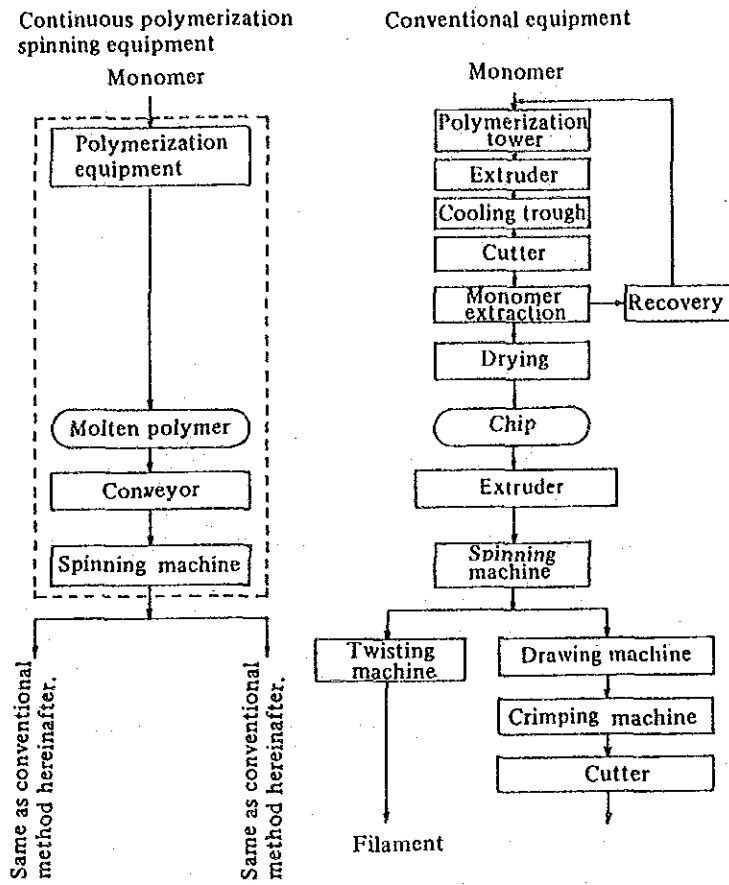 Continuous polymerization
spinning equipment
Monomer
Polymerization
equipment
Molten polymer
Conveyor
Spinning machine
Same as conventional
method hereinafter.
Same as conventional
method hereinafter.
Conventional equipment
Monomer
Polymerization
tower
Extruder
Cooling trough
Cutter
Monomer
extraction
Recovery
Drying
Chip
Extruder
Spinning
machine
Twisting
machine
Filament
Drawing machine
Crimping machine
Cutter